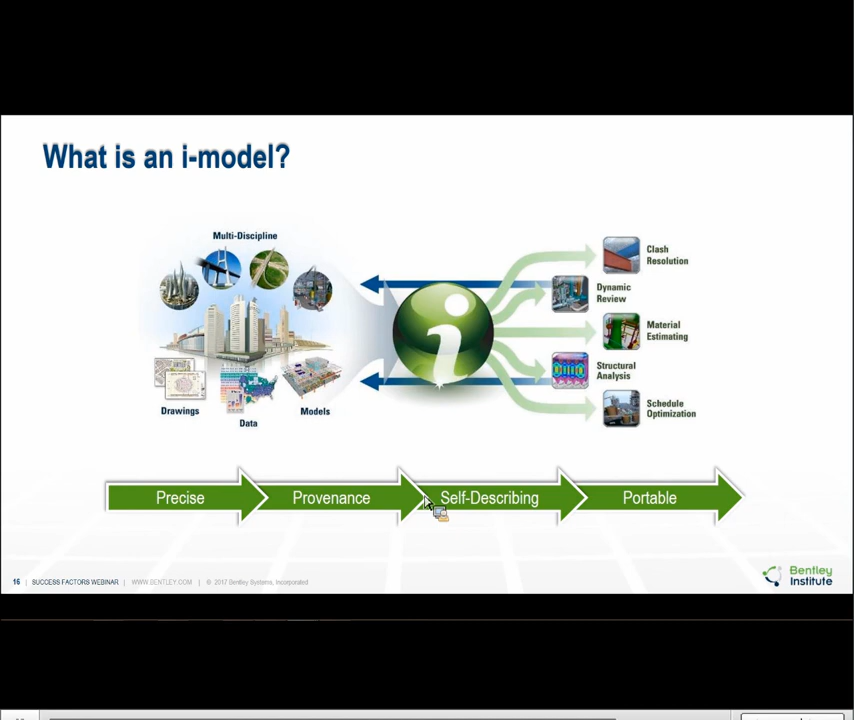 What is an i-model?
Multi-Discipline
Drawings
Data
Models
i
Clash
Resolution
Dynamic
Review
Material
Estimating
Structural
Analysis
Schedule
Optimization
Precise
Provenance
Self-Describing
Portable
16 | SUCCESS FACTORS WEBINAR | WWW.BENTLEY.COM | © 2017 Bentley Systems, Incorporated
Bentley
Institute